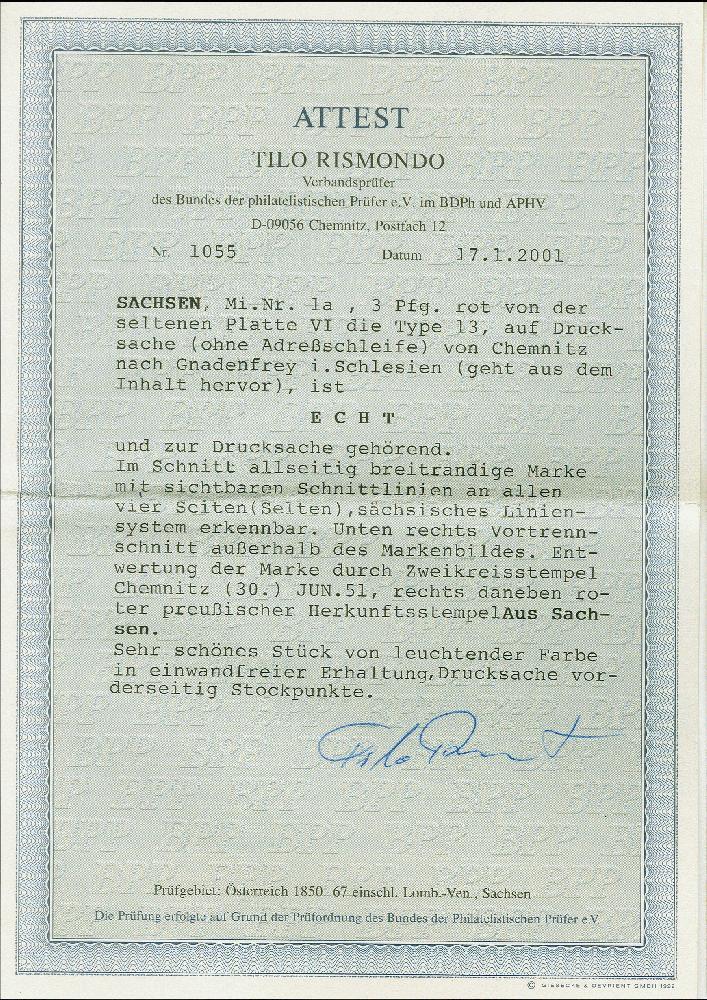 ATTEST
TILO RISMONDO
Verbandsprüfer
des Bundes der philatelistischen Prüfer e.V. im BDPh und APHV
D-09056 Chemnitz, Postfach 12
Nr. 1055 Datum 17.1.2001
SACHSEN, Mi.Nr. 1a , 3 Pfg. rot von der
seltenen Platte VI die Type 13, auf Druck-
sache (ohne Adreßschleife) von Chemnitz
nach Gnadenfrey i.Schlesien (geht aus dem
Inhalt hervor), ist
E C H T
und zur Drucksache gehörend.
Im Schnitt allseitig breitrandige Marke
mit sichtbaren Schnittlinien an allen
vier Seiten(Selten),sächsisches Linien-
system erkennbar. Unten rechts Vortrenn-
schnitt außerhalb des Markenbildes. Ent-
wertung der Marke durch Zweikreisstempel
Chemnitz (30.) JUN.51, rechts daneben ro-
ter preußischer HerkunftsstempelAus Sach-
sen.
Sehr schönes Stück von leuchtender Farbe
in einwandfreier Erhaltung,Drucksache vor-
derseitig Stockpunkte.
Prüfgebiet: Österreich 1850-67 einschl. Lomb.-Ven., Sachsen
Die Prüfung erfolgte auf Grund der Prüfordnung des Bundes der Philatelistischen Prüfer e.V.
© GIESECKE & DEVRIENT GMBH 1992